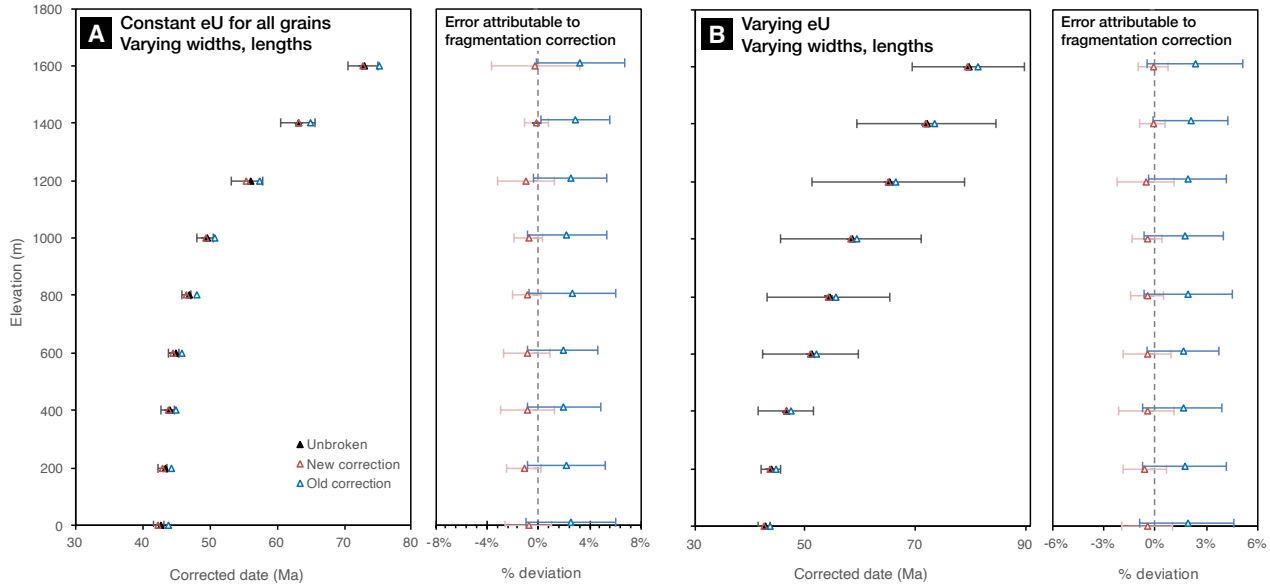 A
Constant eU for all grains
Varying widths, lengths
Error attributable to
fragmentation correction
B
Varying eU
Varying widths, lengths
Error attributable to
fragmentation correction
1800
1600
1400
1200
1000
800
600
400
200
0
Elevation (m)
Unbroken
New correction
Old correction
30 40 50 60 70 80
-8% -4% 0% 4% 8%
30 50 70 90
-6% -3% 0% 3% 6%
Corrected date (Ma)
% deviation
Corrected date (Ma)
% deviation